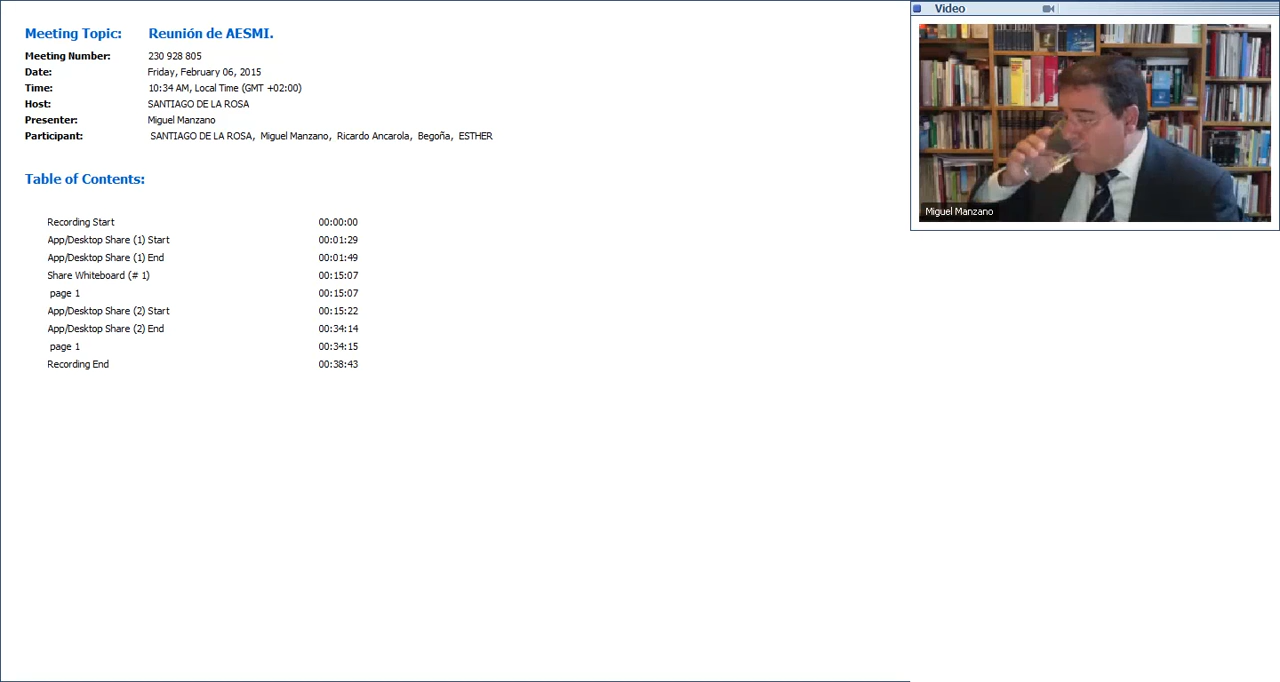 Meeting Topic: Reunión de AESMI.
Meeting Number: 230 928 805
Date: Friday, February 06, 2015
Time: 10:34 AM, Local Time (GMT +02:00)
Host: SANTIAGO DE LA ROSA
Presenter: Miguel Manzano
Participant: SANTIAGO DE LA ROSA, Miguel Manzano, Ricardo Ancarola, Begoña, ESTHER
Table of Contents:
Recording Start 00:00:00
App/Desktop Share (1) Start 00:01:29
App/Desktop Share (1) End 00:01:49
Share Whiteboard (# 1) 00:15:07
page 1 00:15:07
App/Desktop Share (2) Start 00:15:22
App/Desktop Share (2) End 00:34:14
page 1 00:34:15
Recording End 00:38:43
Video
Miguel Manzano